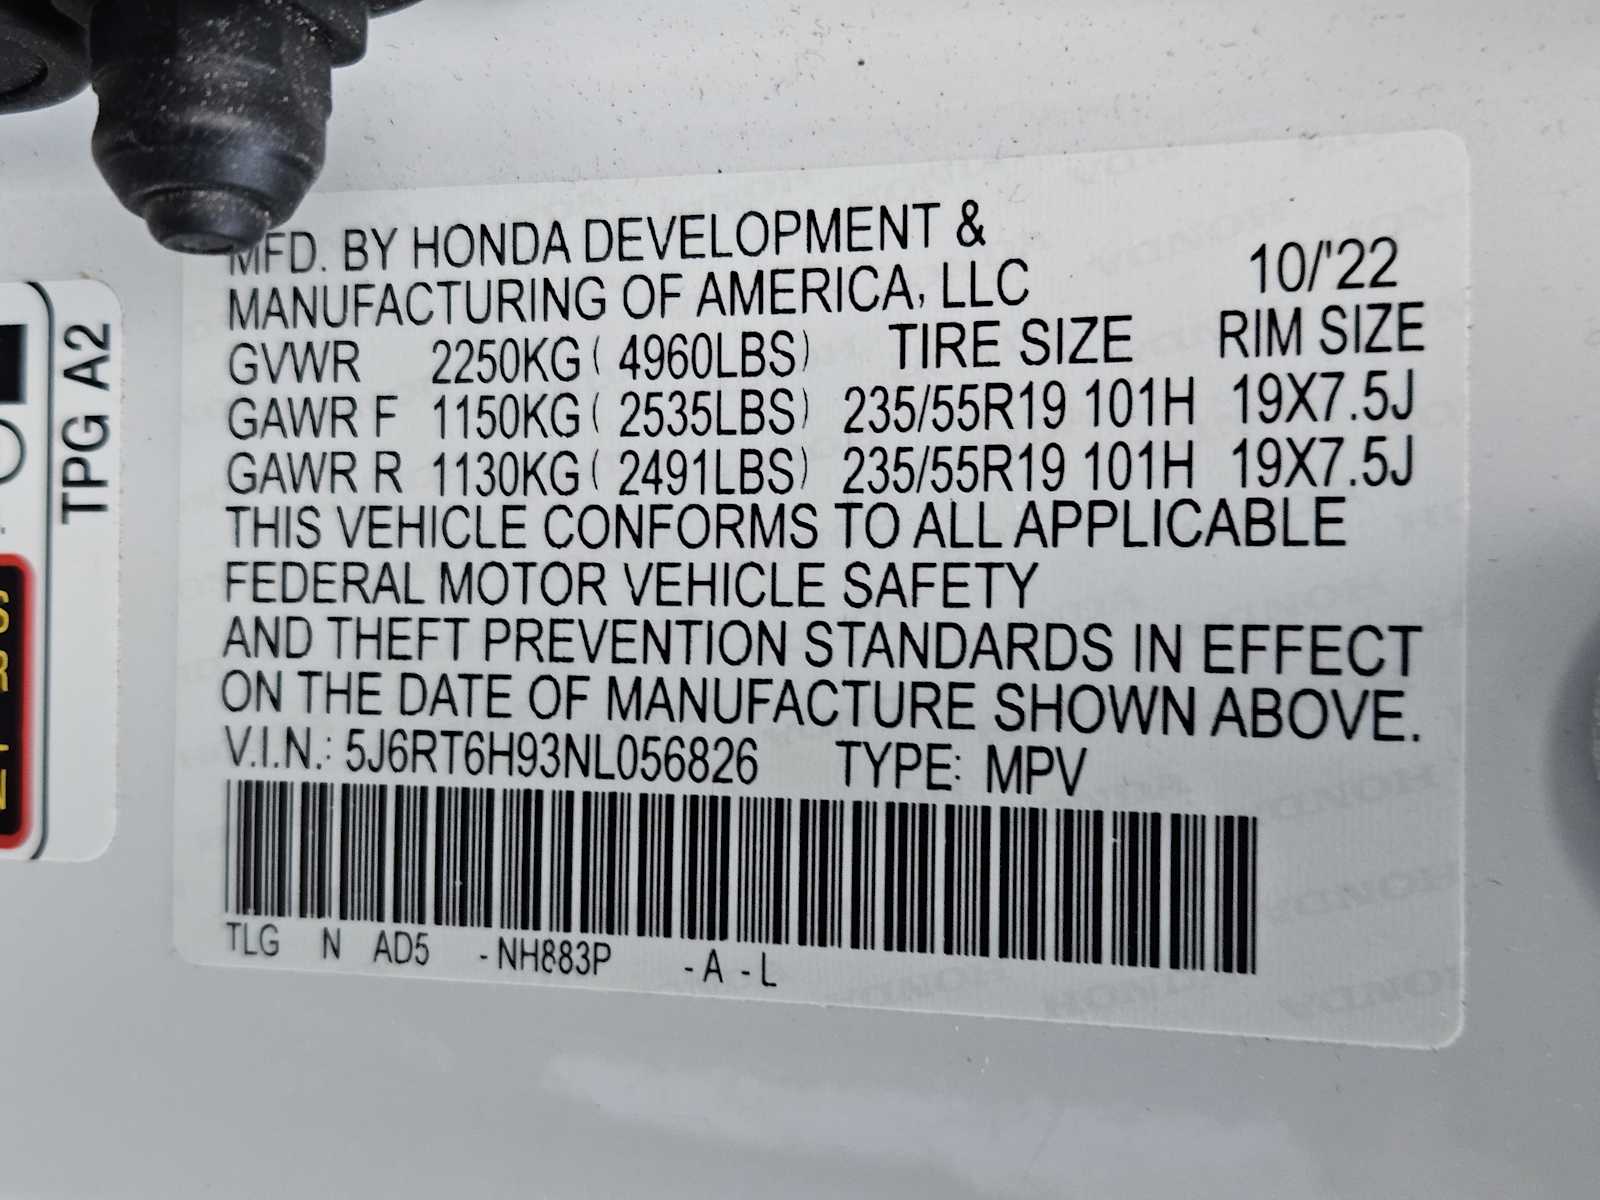 MFD. BY HONDA DEVELOPMENT &
MANUFACTURING OF AMERICA, LLC 10/'22
GVWR 2250KG ( 4960LBS) TIRE SIZE RIM SIZE
GAWR F 1150KG ( 2535LBS) 235/55R19 101H 19X7.5J
GAWR R 1130KG ( 2491LBS) 235/55R19 101H 19X7.5J
THIS VEHICLE CONFORMS TO ALL APPLICABLE
FEDERAL MOTOR VEHICLE SAFETY
AND THEFT PREVENTION STANDARDS IN EFFECT
ON THE DATE OF MANUFACTURE SHOWN ABOVE.
V.I.N.: 5J6RT6H93NL056826 TYPE: MPV
TLG N AD5 -NH883P -A -L
TPG A2